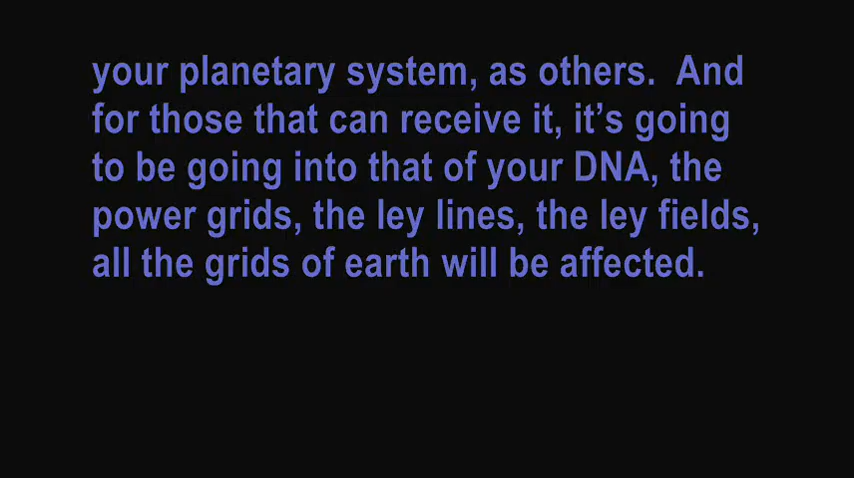 your planetary system, as others.  And
for those that can receive it, it’s going
to be going into that of your DNA, the
power grids, the ley lines, the ley fields,
all the grids of earth will be affected.